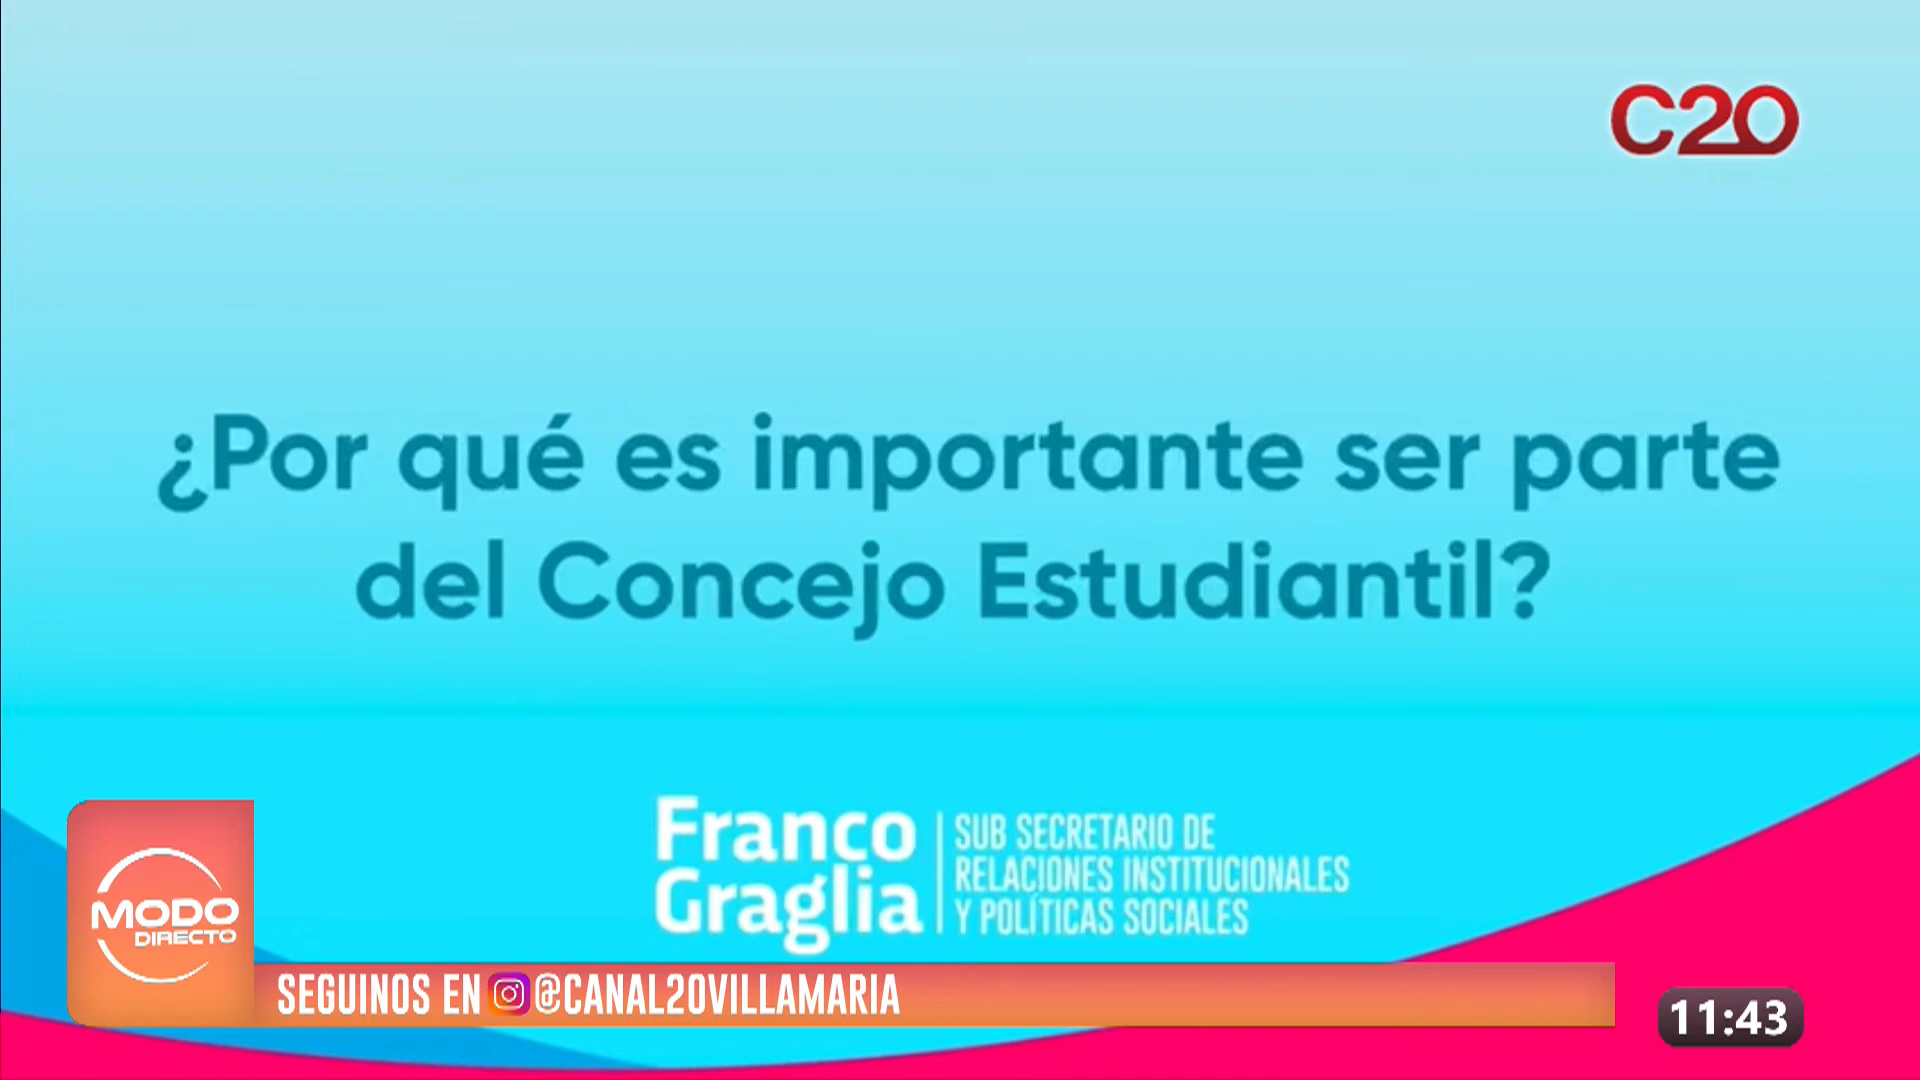 C20
¿Por qué es importante ser parte
del Concejo Estudiantil?
Franco
Graglia
SUB SECRETARIO DE
RELACIONES INSTITUCIONALES
Y POLÍTICAS SOCIALES
MODO
DIRECTO
SEGUINOS EN @CANAL20VILLAMARIA
11:43